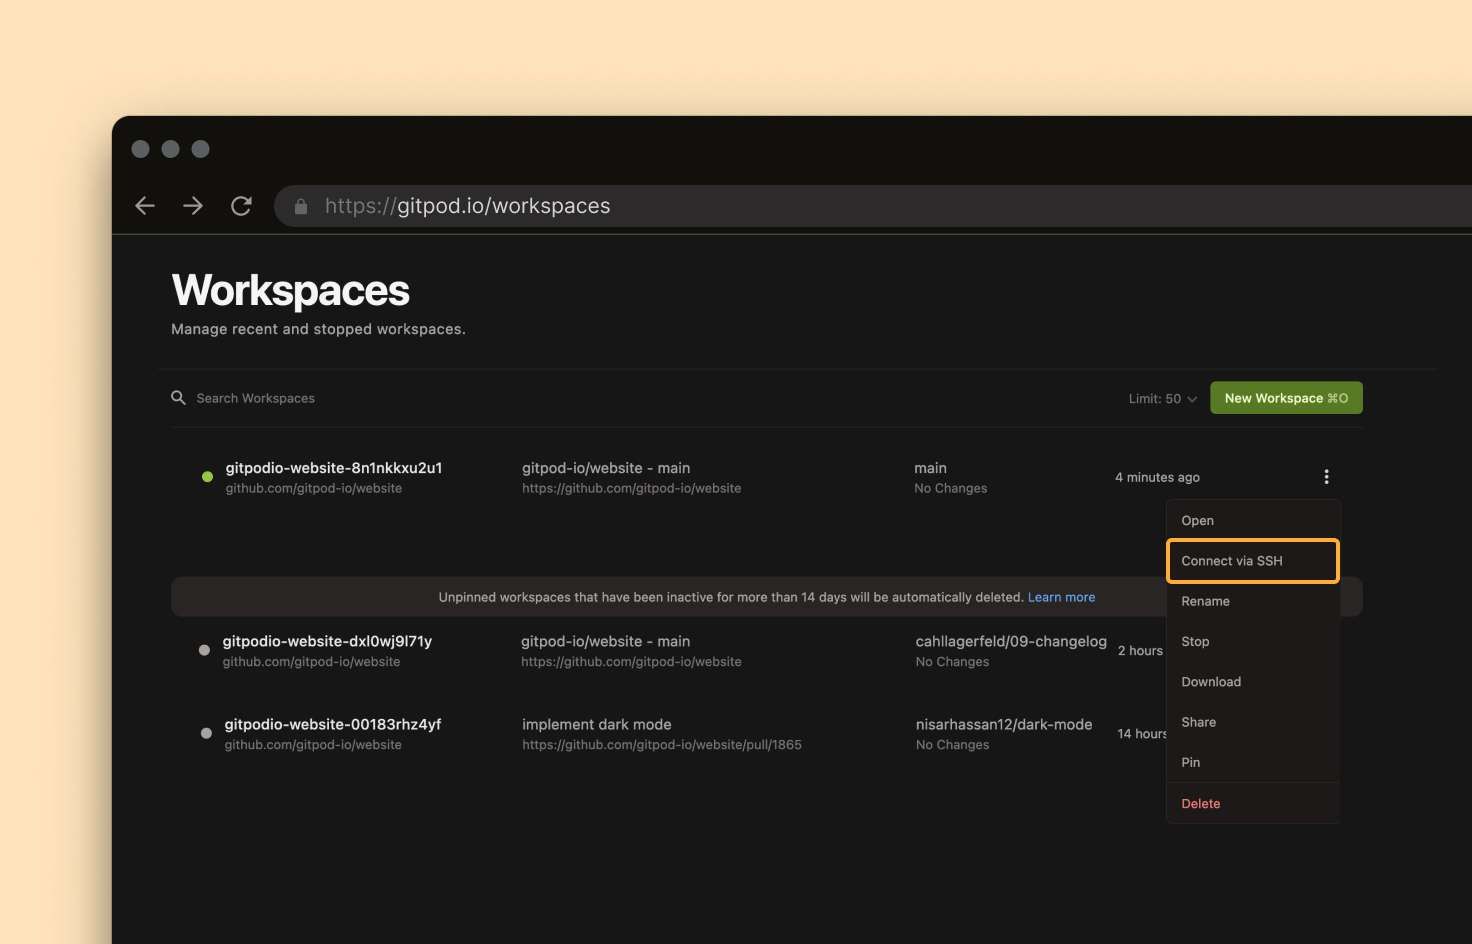 https://gitpod.io/workspaces
Workspaces
Manage recent and stopped workspaces.
Search Workspaces
Limit: 50
New Workspace ⌘O
gitpodio-website-8n1nkkxu2u1
github.com/gitpod-io/website
gitpod-io/website - main
https://github.com/gitpod-io/website
main
No Changes
4 minutes ago
Open
Connect via SSH
Rename
Stop
Download
Share
Pin
Delete
Unpinned workspaces that have been inactive for more than 14 days will be automatically deleted. Learn more
gitpodio-website-dxl0wj9l71y
github.com/gitpod-io/website
gitpod-io/website - main
https://github.com/gitpod-io/website
cahllagerfeld/09-changelog
No Changes
2 hours
gitpodio-website-00183rhz4yf
github.com/gitpod-io/website
implement dark mode
https://github.com/gitpod-io/website/pull/1865
nisarhassan12/dark-mode
No Changes
14 hours